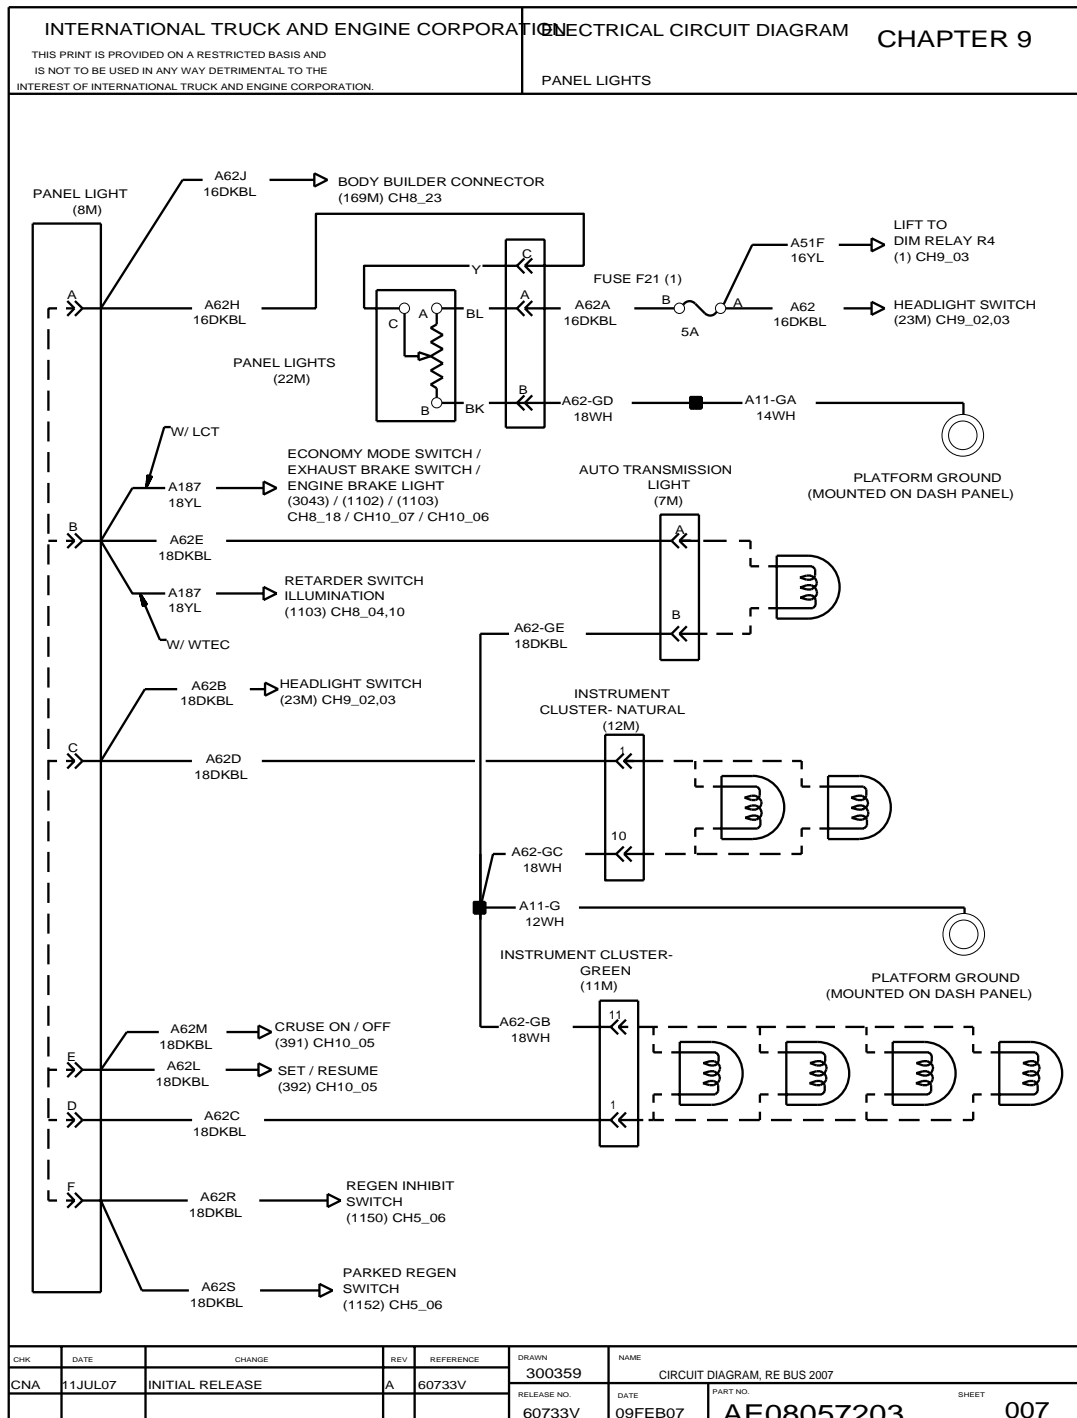 INTERNATIONAL TRUCK AND ENGINE CORPORATION
THIS PRINT IS PROVIDED ON A RESTRICTED BASIS AND
IS NOT TO BE USED IN ANY WAY DETRIMENTAL TO THE
INTEREST OF INTERNATIONAL TRUCK AND ENGINE CORPORATION.
ELECTRICAL CIRCUIT DIAGRAM
CHAPTER 9
PANEL LIGHTS
PANEL LIGHT
(8M)
A62J
16DKBL
BODY BUILDER CONNECTOR
(169M) CH8_23
A
A62H
16DKBL
Y
C
C
A
BL
A
B
BK
B
PANEL LIGHTS
(22M)
A62A
16DKBL
FUSE F21 (1)
B
A
5A
A51F
16YL
LIFT TO
DIM RELAY R4
(1) CH9_03
A62
16DKBL
HEADLIGHT SWITCH
(23M) CH9_02,03
A62-GD
18WH
A11-GA
14WH
PLATFORM GROUND
(MOUNTED ON DASH PANEL)
W/ LCT
A187
18YL
ECONOMY MODE SWITCH /
EXHAUST BRAKE SWITCH /
ENGINE BRAKE LIGHT
(3043) / (1102) / (1103)
CH8_18 / CH10_07 / CH10_06
B
A62E
18DKBL
AUTO TRANSMISSION
LIGHT
(7M)
A
B
A187
18YL
RETARDER SWITCH
ILLUMINATION
(1103) CH8_04,10
W/ WTEC
A62-GE
18DKBL
A62B
18DKBL
HEADLIGHT SWITCH
(23M) CH9_02,03
C
A62D
18DKBL
INSTRUMENT
CLUSTER- NATURAL
(12M)
1
10
A62-GC
18WH
A11-G
12WH
PLATFORM GROUND
(MOUNTED ON DASH PANEL)
INSTRUMENT CLUSTER-
GREEN
(11M)
A62-GB
18WH
11
1
A62M
18DKBL
CRUSE ON / OFF
(391) CH10_05
E
A62L
18DKBL
SET / RESUME
(392) CH10_05
D
A62C
18DKBL
F
A62R
18DKBL
REGEN INHIBIT
SWITCH
(1150) CH5_06
A62S
18DKBL
PARKED REGEN
SWITCH
(1152) CH5_06
CHK DATE CHANGE REV REFERENCE
CNA 11JUL07 INITIAL RELEASE A 60733V
DRAWN
300359
NAME
CIRCUIT DIAGRAM, RE BUS 2007
RELEASE NO.
60733V
DATE
09FEB07
PART NO.
AE08057203
SHEET
007